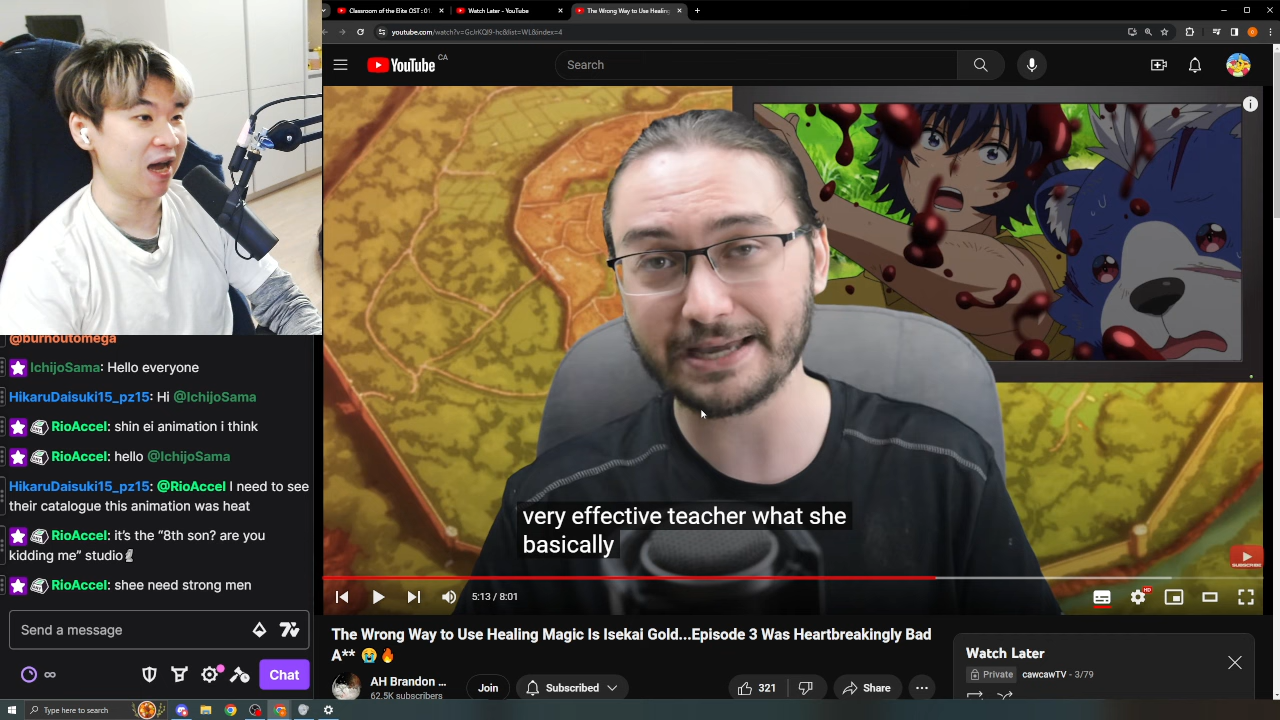 Classroom of the Elite OST : 01.
Watch Later - YouTube
The Wrong Way to Use Healing
youtube.com/watch?v=GcJrKQI9-hc&list=WL&index=4
YouTube CA
Search
@burnoutomega
IchijoSama: Hello everyone
HikaruDaisuki15_pz15: Hi @IchijoSama
RioAccel: shin ei animation i think
RioAccel: hello @IchijoSama
HikaruDaisuki15_pz15: @RioAccel I need to see
their catalogue this animation was heat
RioAccel: it's the “8th son? are you
kidding me” studio
RioAccel: shee need strong men
Send a message
Chat
very effective teacher what she
basically
SUBSCRIBE
5:13 / 8:01
HD
The Wrong Way to Use Healing Magic Is Isekai Gold...Episode 3 Was Heartbreakingly Bad
A** 😭🔥
AH Brandon ...
62.5K subscribers
Join
Subscribed
321
Share
Watch Later
Private
cawcawTV - 3/79
Type here to search